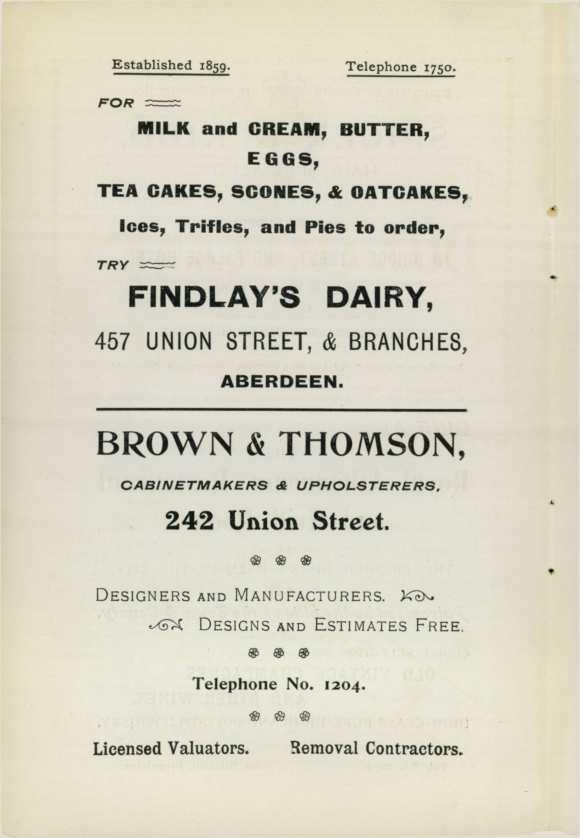 Established 1859. Telephone 1750.
FOR
MILK and CREAM, BUTTER,
EGGS,
TEA CAKES, SCONES, & OATCAKES,
Ices, Trifles, and Pies to order,
TRY
FINDLAY'S DAIRY,
457 UNION STREET, & BRANCHES,
ABERDEEN.
BROWN & THOMSON,
CABINETMAKERS & UPHOLSTERERS,
242 Union Street.
DESIGNERS AND MANUFACTURERS.
DESIGNS AND ESTIMATES FREE.
Telephone No. 1204.
Licensed Valuators. Removal Contractors.